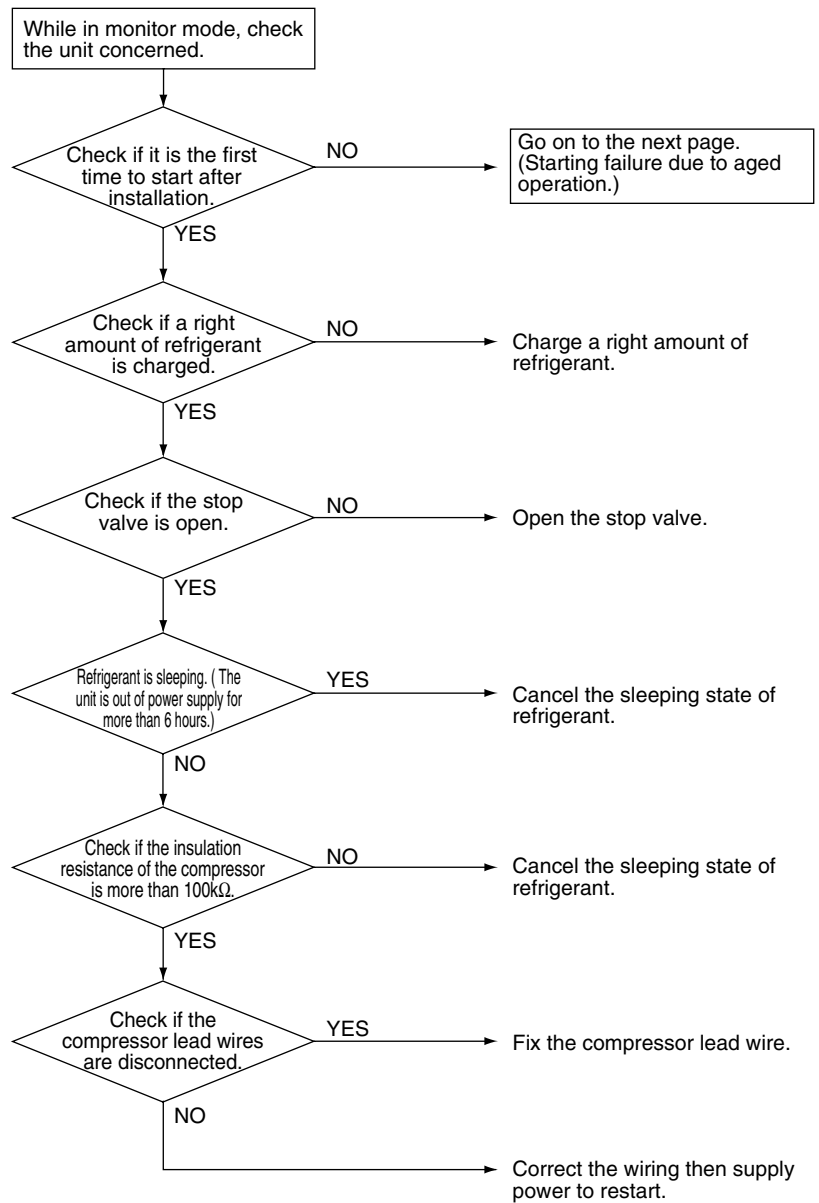 While in monitor mode, check
the unit concerned.
Check if it is the first
time to start after
installation.
NO
Go on to the next page.
(Starting failure due to aged
operation.)
YES
Check if a right
amount of refrigerant
is charged.
NO
Charge a right amount of
refrigerant.
YES
Check if the stop
valve is open.
NO
Open the stop valve.
YES
Refrigerant is sleeping. ( The
unit is out of power supply for
more than 6 hours.)
YES
Cancel the sleeping state of
refrigerant.
NO
Check if the insulation
resistance of the compressor
is more than 100kΩ.
NO
Cancel the sleeping state of
refrigerant.
YES
Check if the
compressor lead wires
are disconnected.
YES
Fix the compressor lead wire.
NO
Correct the wiring then supply
power to restart.